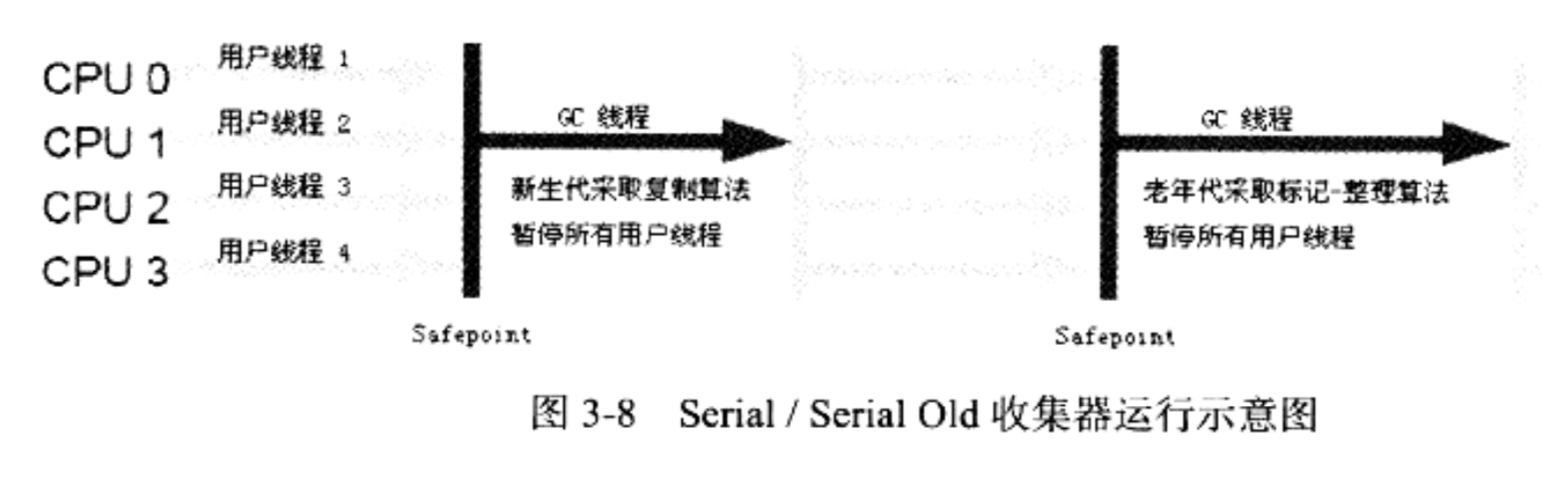 CPU 0
用户线程 1
CPU 1
用户线程 2
CPU 2
用户线程 3
CPU 3
用户线程 4
GC 线程
新生代采取复制算法
暂停所有用户线程
Safepoint
GC 线程
老年代采取标记-整理算法
暂停所有用户线程
Safepoint
图 3-8 Serial / Serial Old 收集器运行示意图